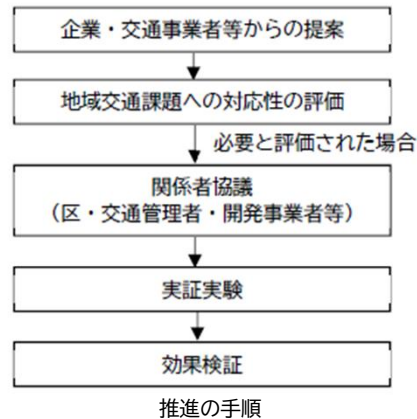 企業・交通事業者等からの提案
地域交通課題への対応性の評価
必要と評価された場合
関係者協議
（区・交通管理者・開発事業者等）
実証実験
効果検証
推進の手順